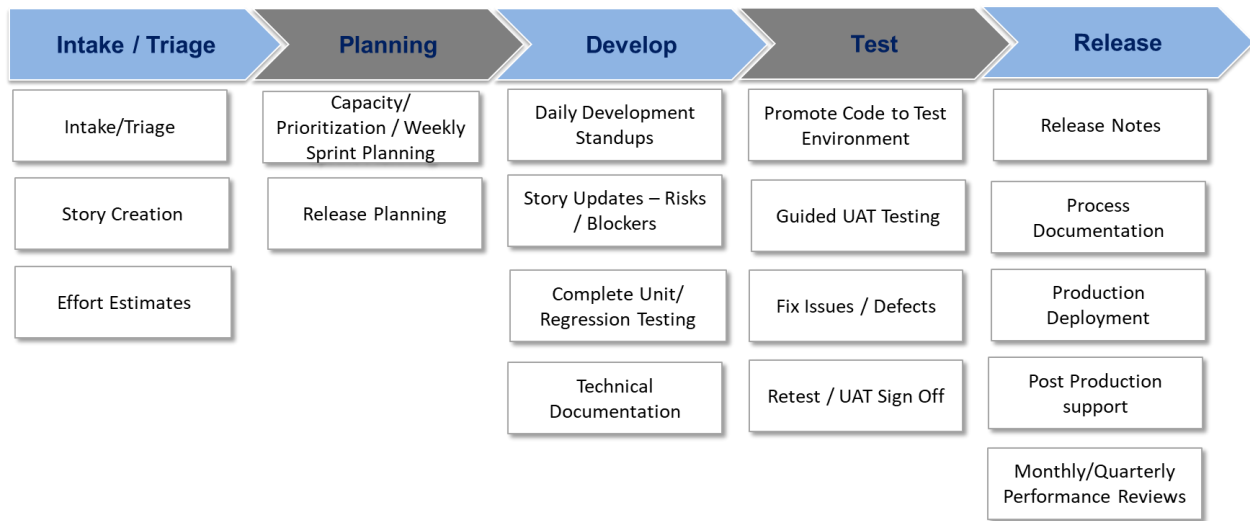 Intake / Triage
Planning
Develop
Test
Release
Intake/Triage
Story Creation
Effort Estimates
Capacity/
Prioritization / Weekly
Sprint Planning
Release Planning
Daily Development
Standups
Story Updates – Risks
/ Blockers
Complete Unit/
Regression Testing
Technical
Documentation
Promote Code to Test
Environment
Guided UAT Testing
Fix Issues / Defects
Retest / UAT Sign Off
Release Notes
Process
Documentation
Production
Deployment
Post Production
support
Monthly/Quarterly
Performance Reviews